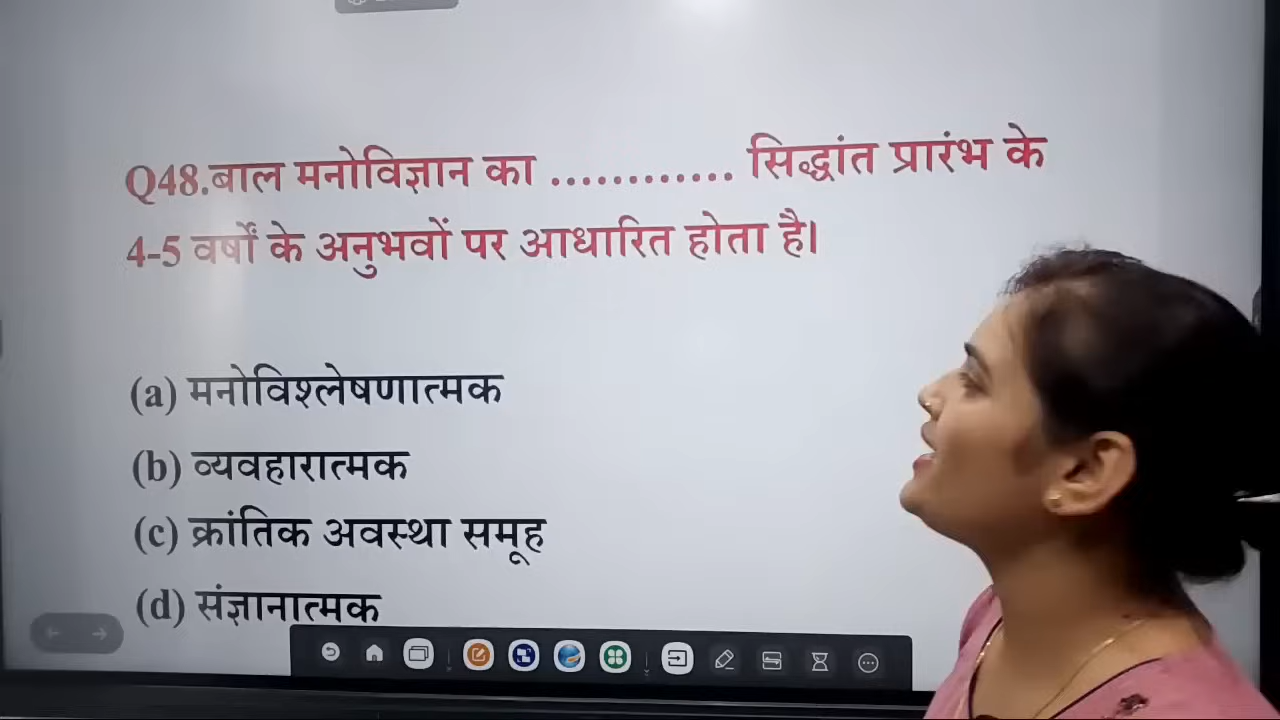 Q48.बाल मनोविज्ञान का ............ सिद्धांत प्रारंभ के
4-5 वर्षों के अनुभवों पर आधारित होता है।
(a) मनोविश्लेषणात्मक
(b) व्यवहारात्मक
(c) क्रांतिक अवस्था समूह
(d) संज्ञानात्मक